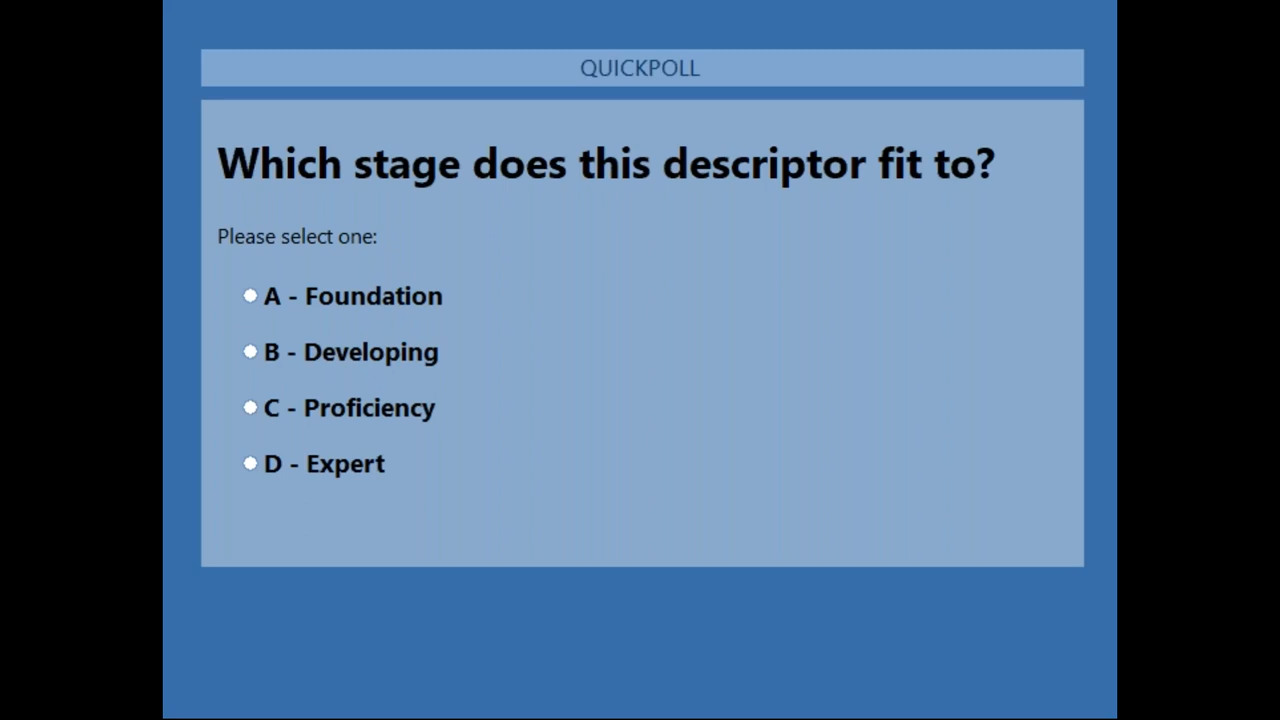 QUICKPOLL
Which stage does this descriptor fit to?
Please select one:
A - Foundation
B - Developing
C - Proficiency
D - Expert